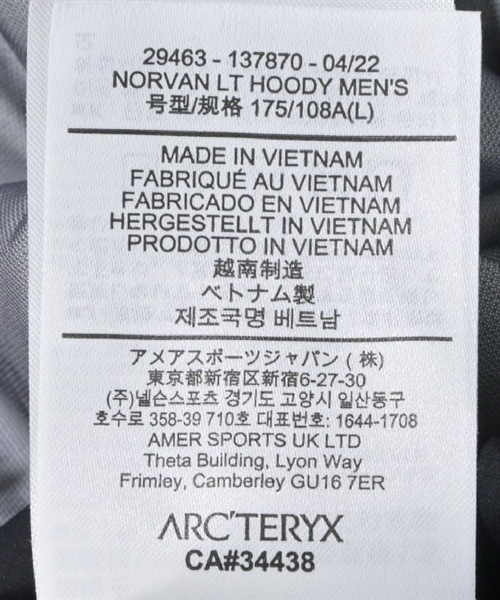 29463 - 137870 - 04/22
NORVAN LT HOODY MEN'S
号型/规格 175/108A(L)
MADE IN VIETNAM
FABRIQUÉ AU VIETNAM
FABRICADO EN VIETNAM
HERGESTELLT IN VIETNAM
PRODOTTO IN VIETNAM
越南制造
ベトナム製
제조국명 베트남
アメアスポーツジャパン ( 株)
東京都新宿区新宿6-27-30
(주)넬슨스포츠 경기도 고양시 일산동구
호수로 358-39 710호 대표번호: 1644-1708
AMER SPORTS UK LTD
Theta Building, Lyon Way
Frimley, Camberley GU16 7ER
ARC'TERYX
CA#34438